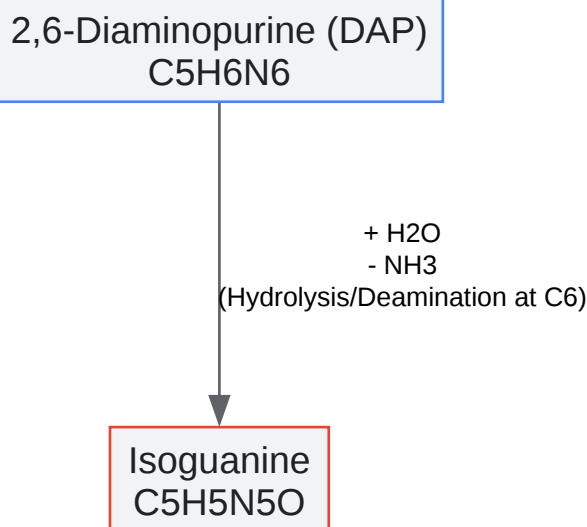 2,6-Diaminopurine (DAP)
C5H6N6
+ H2O
- NH3
(Hydrolysis/Deamination at C6)
Isoguanine
C5H5N5O